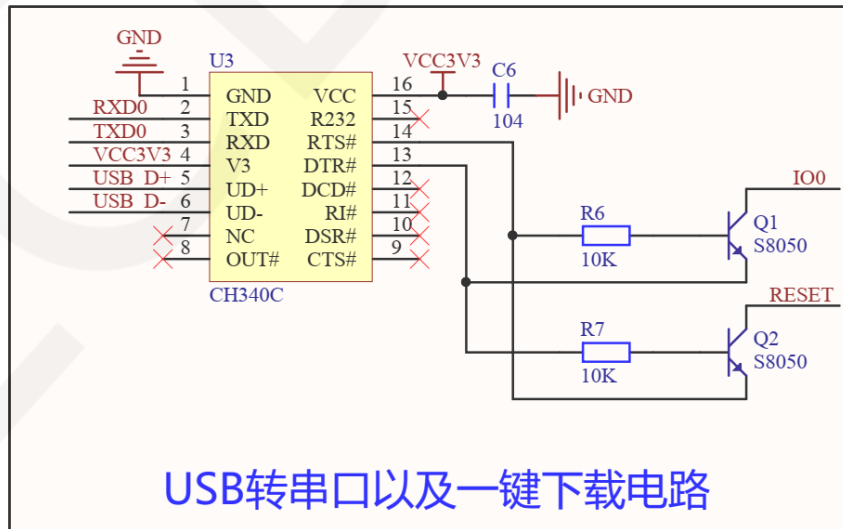 GND
U3
1 GND VCC 16 VCC3V3 C6
RXD0 2 TXD R232 15 104 GND
TXD0 3 RXD RTS# 14
VCC3V3 4 V3 DTR# 13
USB D+ 5 UD+ DCD# 12
USB D- 6 UD- RI# 11
7 NC DSR# 10
8 OUT# CTS# 9
CH340C
IO0
R6 Q1
10K S8050
RESET
R7 Q2
10K S8050
USB转串口以及一键下载电路